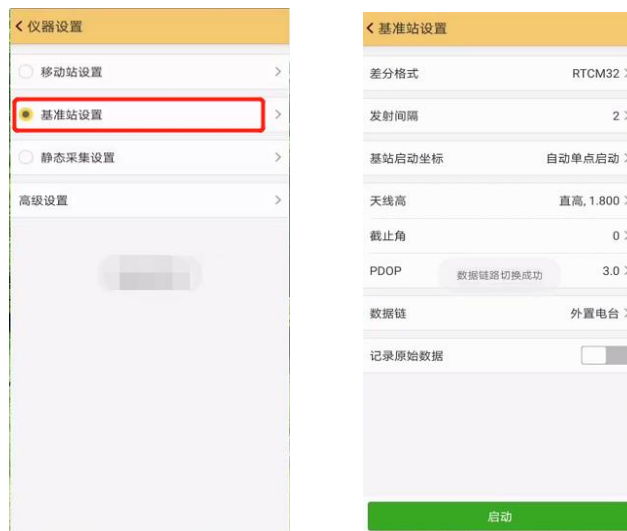 仪器设置
移动站设置
基准站设置
静态采集设置
高级设置
基准站设置
差分格式 RTCM32
发射间隔 2
基站启动坐标 自动单点启动
天线高 直高, 1.800
截止角 0
PDOP 3.0
数据链路切换成功
数据链 外置电台
记录原始数据
启动